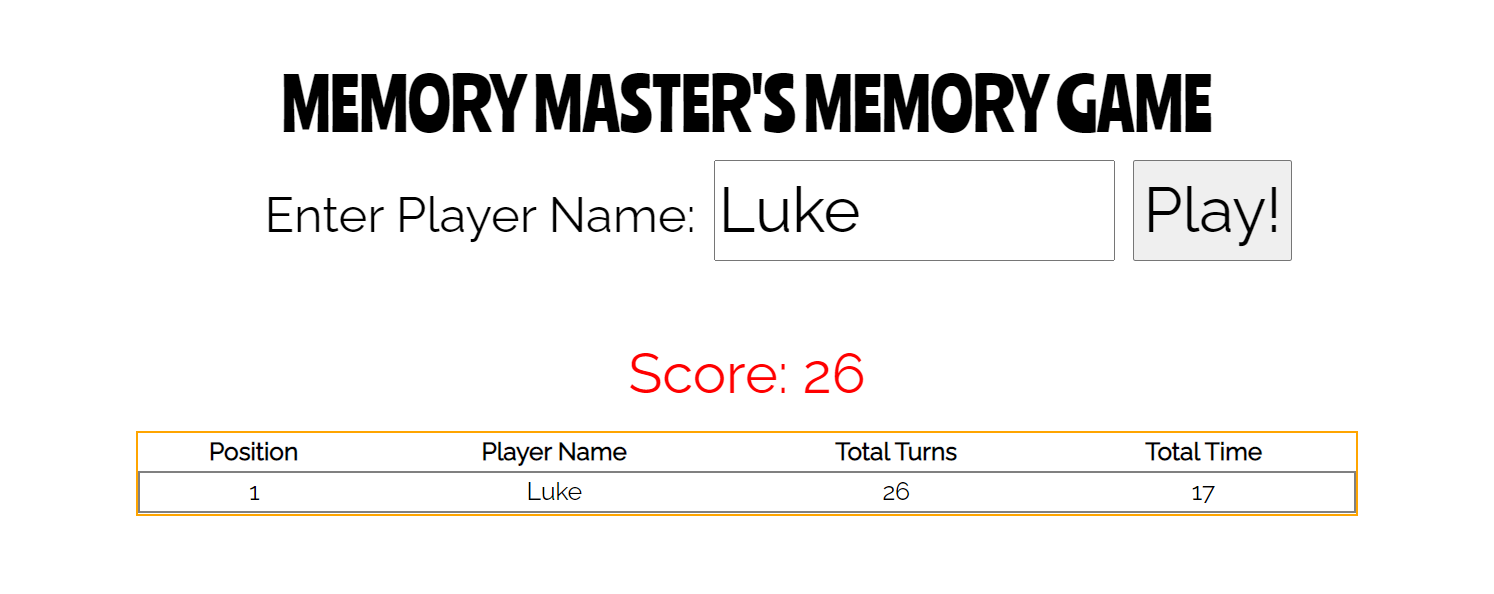 MEMORY MASTER'S MEMORY GAME
Enter Player Name: Luke Play!
Score: 26
Position Player Name Total Turns Total Time
1 Luke 26 17